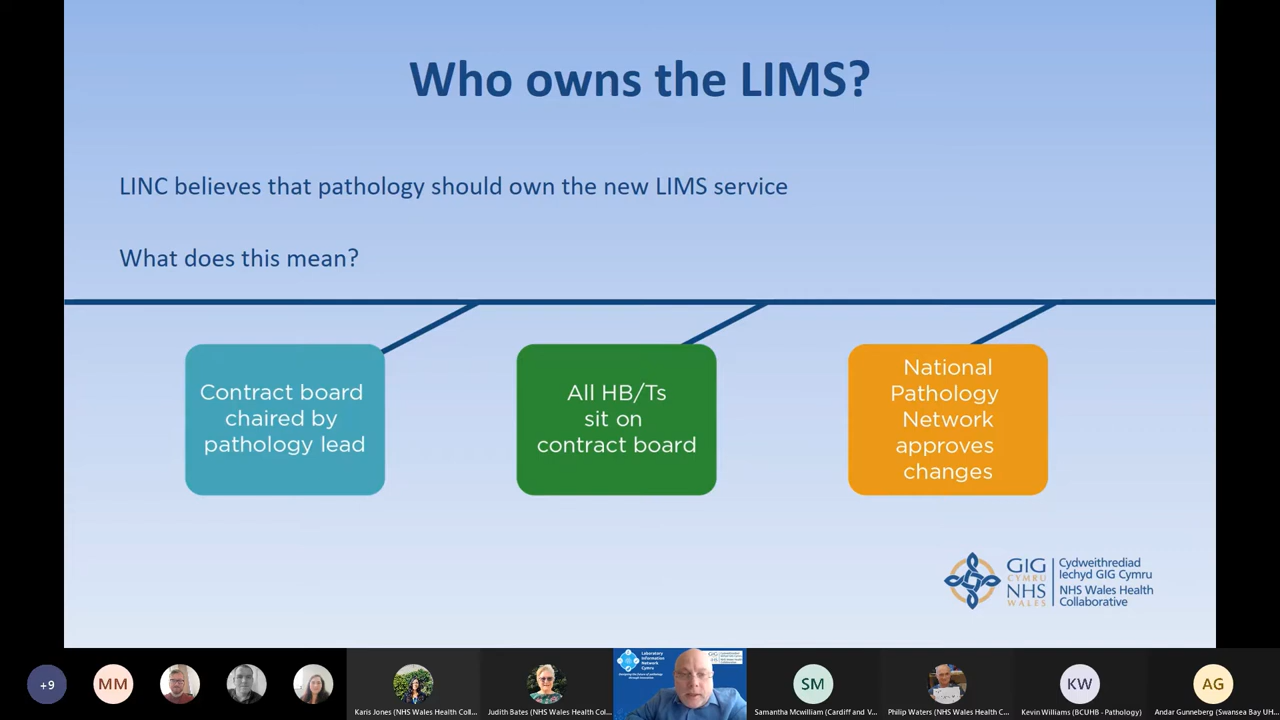 Who owns the LIMS?
LINC believes that pathology should own the new LIMS service
What does this mean?
Contract board
chaired by
pathology lead
All HB/Ts
sit on
contract board
National
Pathology
Network
approves
changes
GIG
CYMRU
NHS
WALES
Cydweithrediad
Iechyd GIG Cymru
NHS Wales Health
Collaborative
+9
MM
Karis Jones (NHS Wales Health Coll...
Judith Bates (NHS Wales Health Col...
Laboratory
Information
Network
Cymru
SM
Samantha Mcwilliam (Cardiff and V...
Philip Waters (NHS Wales Health C...
KW
Kevin Williams (BCUHB - Pathology)
AG
Andar Gunneberg (Swansea Bay UH...